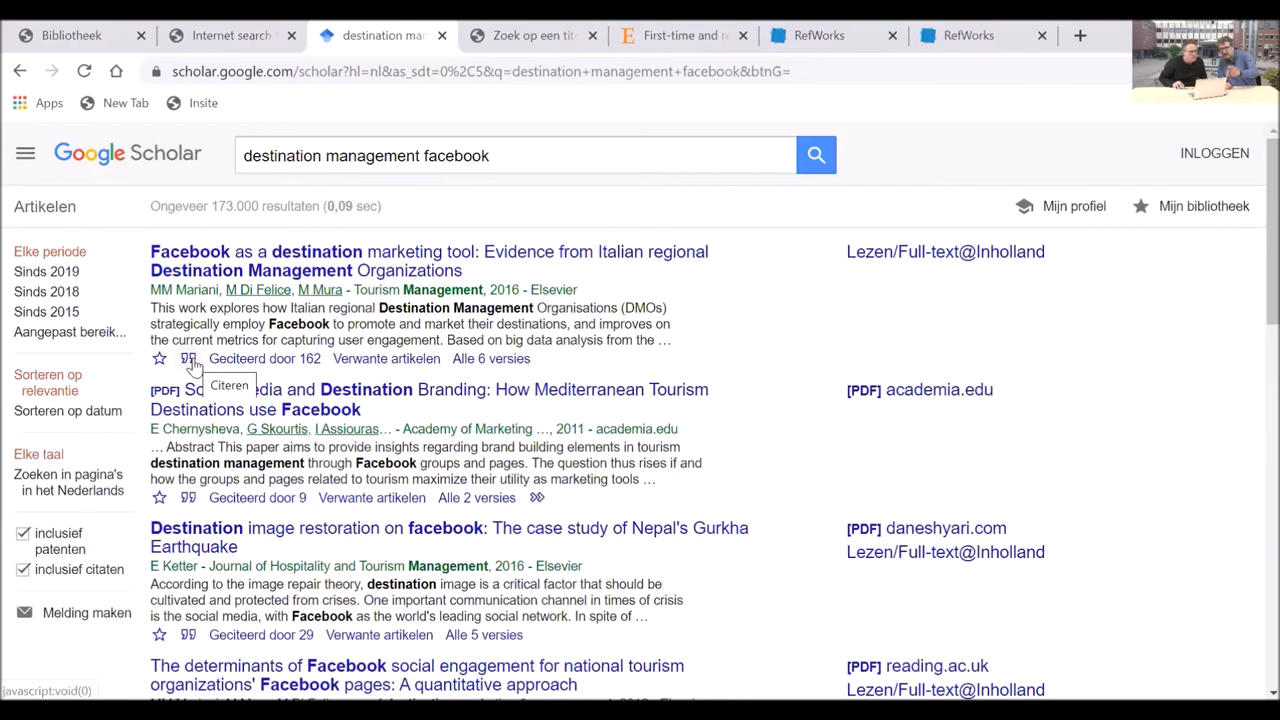 Bibliotheek
Internet search
destination mar
Zoek op een tite
First-time and re
RefWorks
RefWorks
scholar.google.com/scholar?hl=nl&as_sdt=0%2C5&q=destination+management+facebook&btnG=
Apps
New Tab
Insite
Google Scholar
destination management facebook
INLOGGEN
Artikelen
Ongeveer 173.000 resultaten (0,09 sec)
Mijn profiel
Mijn bibliotheek
Elke periode
Sinds 2019
Sinds 2018
Sinds 2015
Aangepast bereik...
Sorteren op
relevantie
Sorteren op datum
Elke taal
Zoeken in pagina's
in het Nederlands
inclusief
patenten
inclusief citaten
Melding maken
Facebook as a destination marketing tool: Evidence from Italian regional
Destination Management Organizations
MM Mariani, M Di Felice, M Mura - Tourism Management, 2016 - Elsevier
This work explores how Italian regional Destination Management Organisations (DMOs)
strategically employ Facebook to promote and market their destinations, and improves on
the current metrics for capturing user engagement. Based on big data analysis from the …
Geciteerd door 162 Verwante artikelen Alle 6 versies
Lezen/Full-text@Inholland
Citeren
[PDF] So edia and Destination Branding: How Mediterranean Tourism
Destinations use Facebook
E Chernysheva, G Skourtis, I Assiouras… - Academy of Marketing …, 2011 - academia.edu
… Abstract This paper aims to provide insights regarding brand building elements in tourism
destination management through Facebook groups and pages. The question thus rises if and
how the groups and pages related to tourism maximize their utility as marketing tools …
Geciteerd door 9 Verwante artikelen Alle 2 versies
[PDF] academia.edu
Destination image restoration on facebook: The case study of Nepal's Gurkha
Earthquake
E Ketter - Journal of Hospitality and Tourism Management, 2016 - Elsevier
According to the image repair theory, destination image is a critical factor that should be
cultivated and protected from crises. One important communication channel in times of crisis
is the social media, with Facebook as the world's leading social network. In spite of …
Geciteerd door 29 Verwante artikelen Alle 5 versies
[PDF] daneshyari.com
Lezen/Full-text@Inholland
The determinants of Facebook social engagement for national tourism
organizations' Facebook pages: A quantitative approach
[PDF] reading.ac.uk
Lezen/Full-text@Inholland
javascript:void(0)